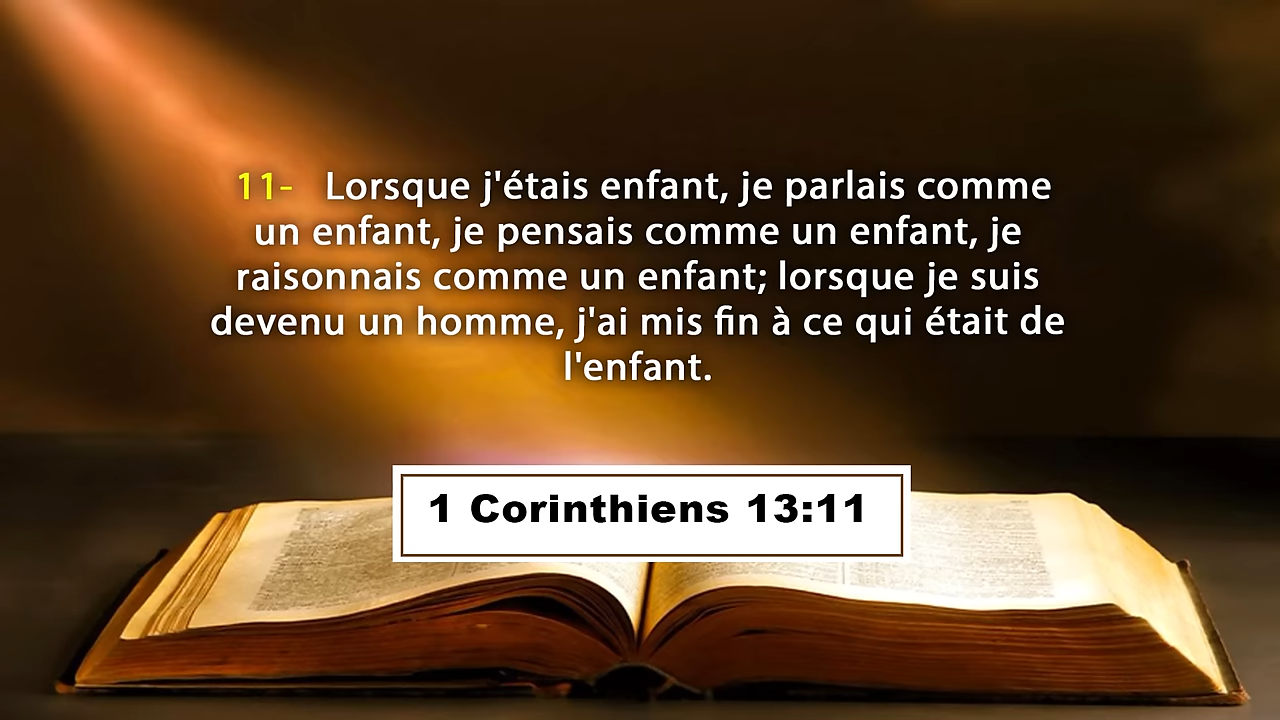 11- Lorsque j'étais enfant, je parlais comme
un enfant, je pensais comme un enfant, je
raisonnais comme un enfant; lorsque je suis
devenu un homme, j'ai mis fin à ce qui était de
l'enfant.
1 Corinthiens 13:11